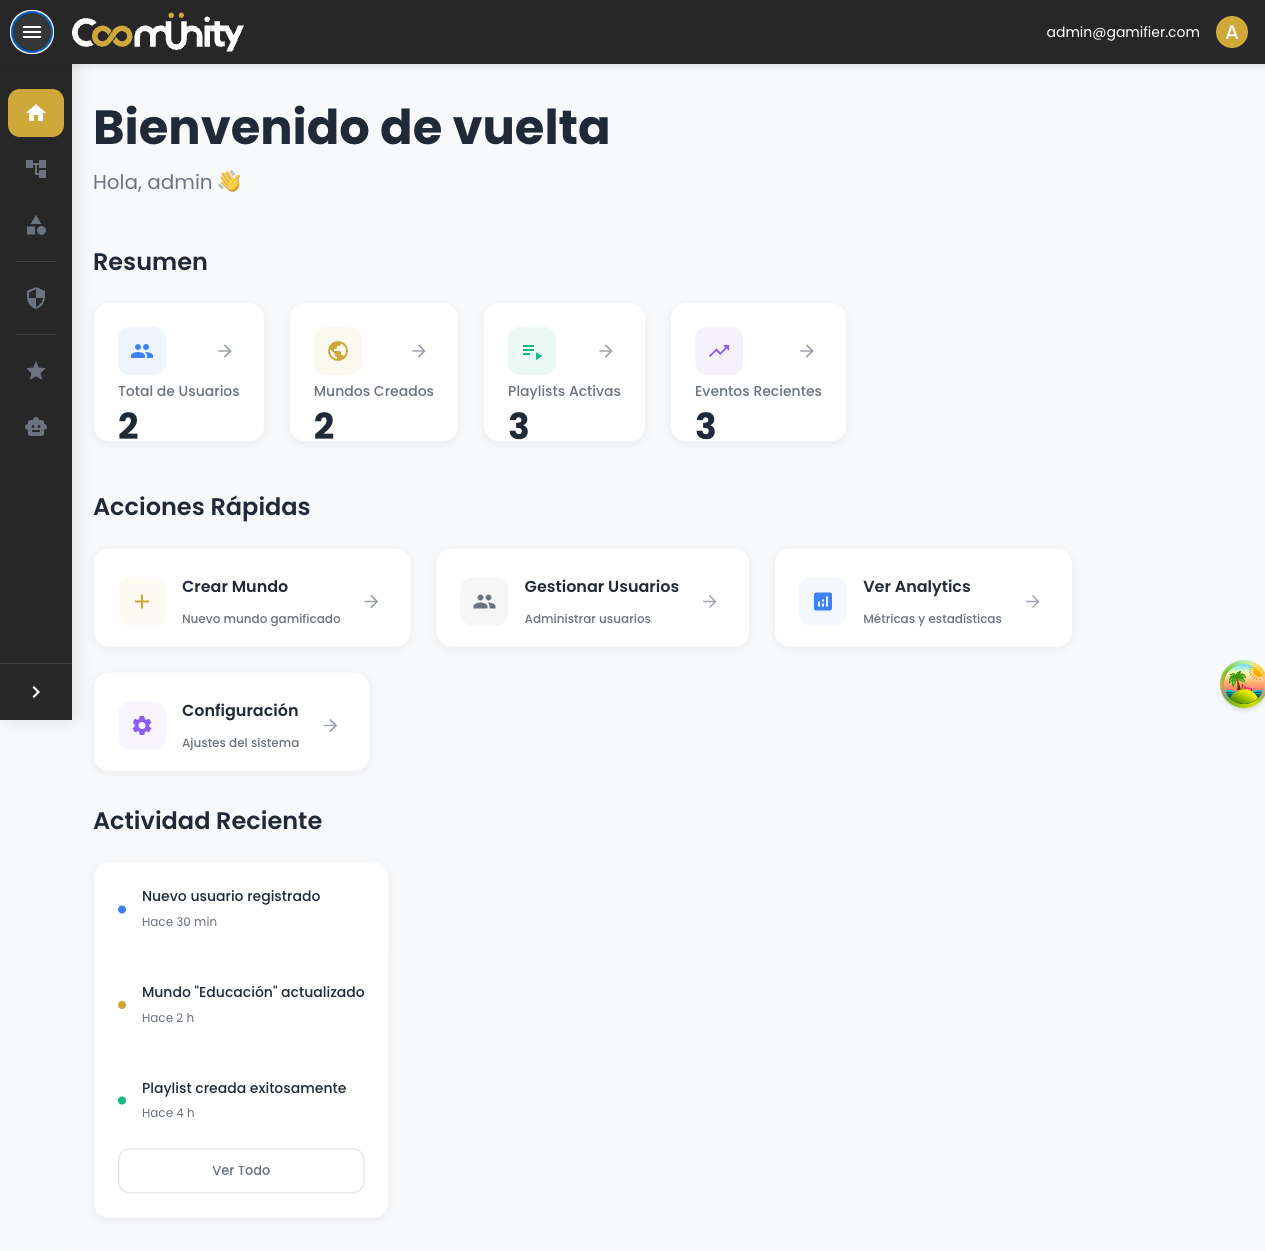 CoomÜnity
admin@gamifier.com
A
Bienvenido de vuelta
Hola, admin 👋
Resumen
Total de Usuarios
2
Mundos Creados
2
Playlists Activas
3
Eventos Recientes
3
Acciones Rápidas
Crear Mundo
Nuevo mundo gamificado
Gestionar Usuarios
Administrar usuarios
Ver Analytics
Métricas y estadísticas
Configuración
Ajustes del sistema
Actividad Reciente
Nuevo usuario registrado
Hace 30 min
Mundo "Educación" actualizado
Hace 2 h
Playlist creada exitosamente
Hace 4 h
Ver Todo